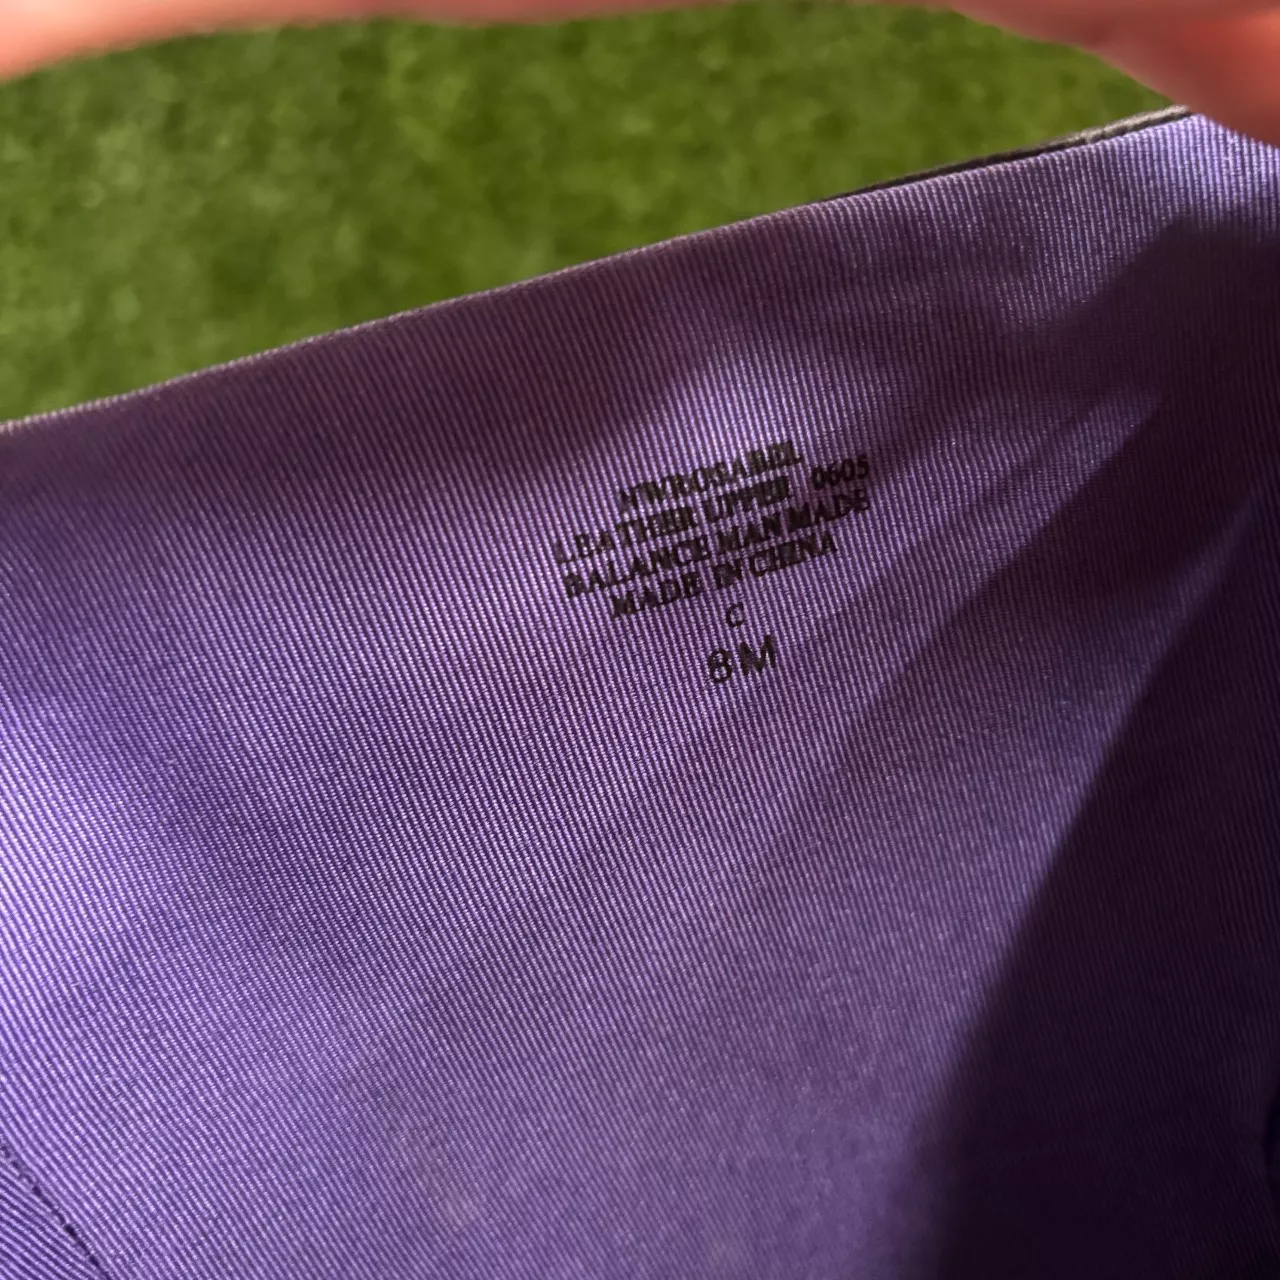 NWROSABEL
LEATHER UPPER 0605
BALANCE MAN MADE
MADE IN CHINA
C
8M